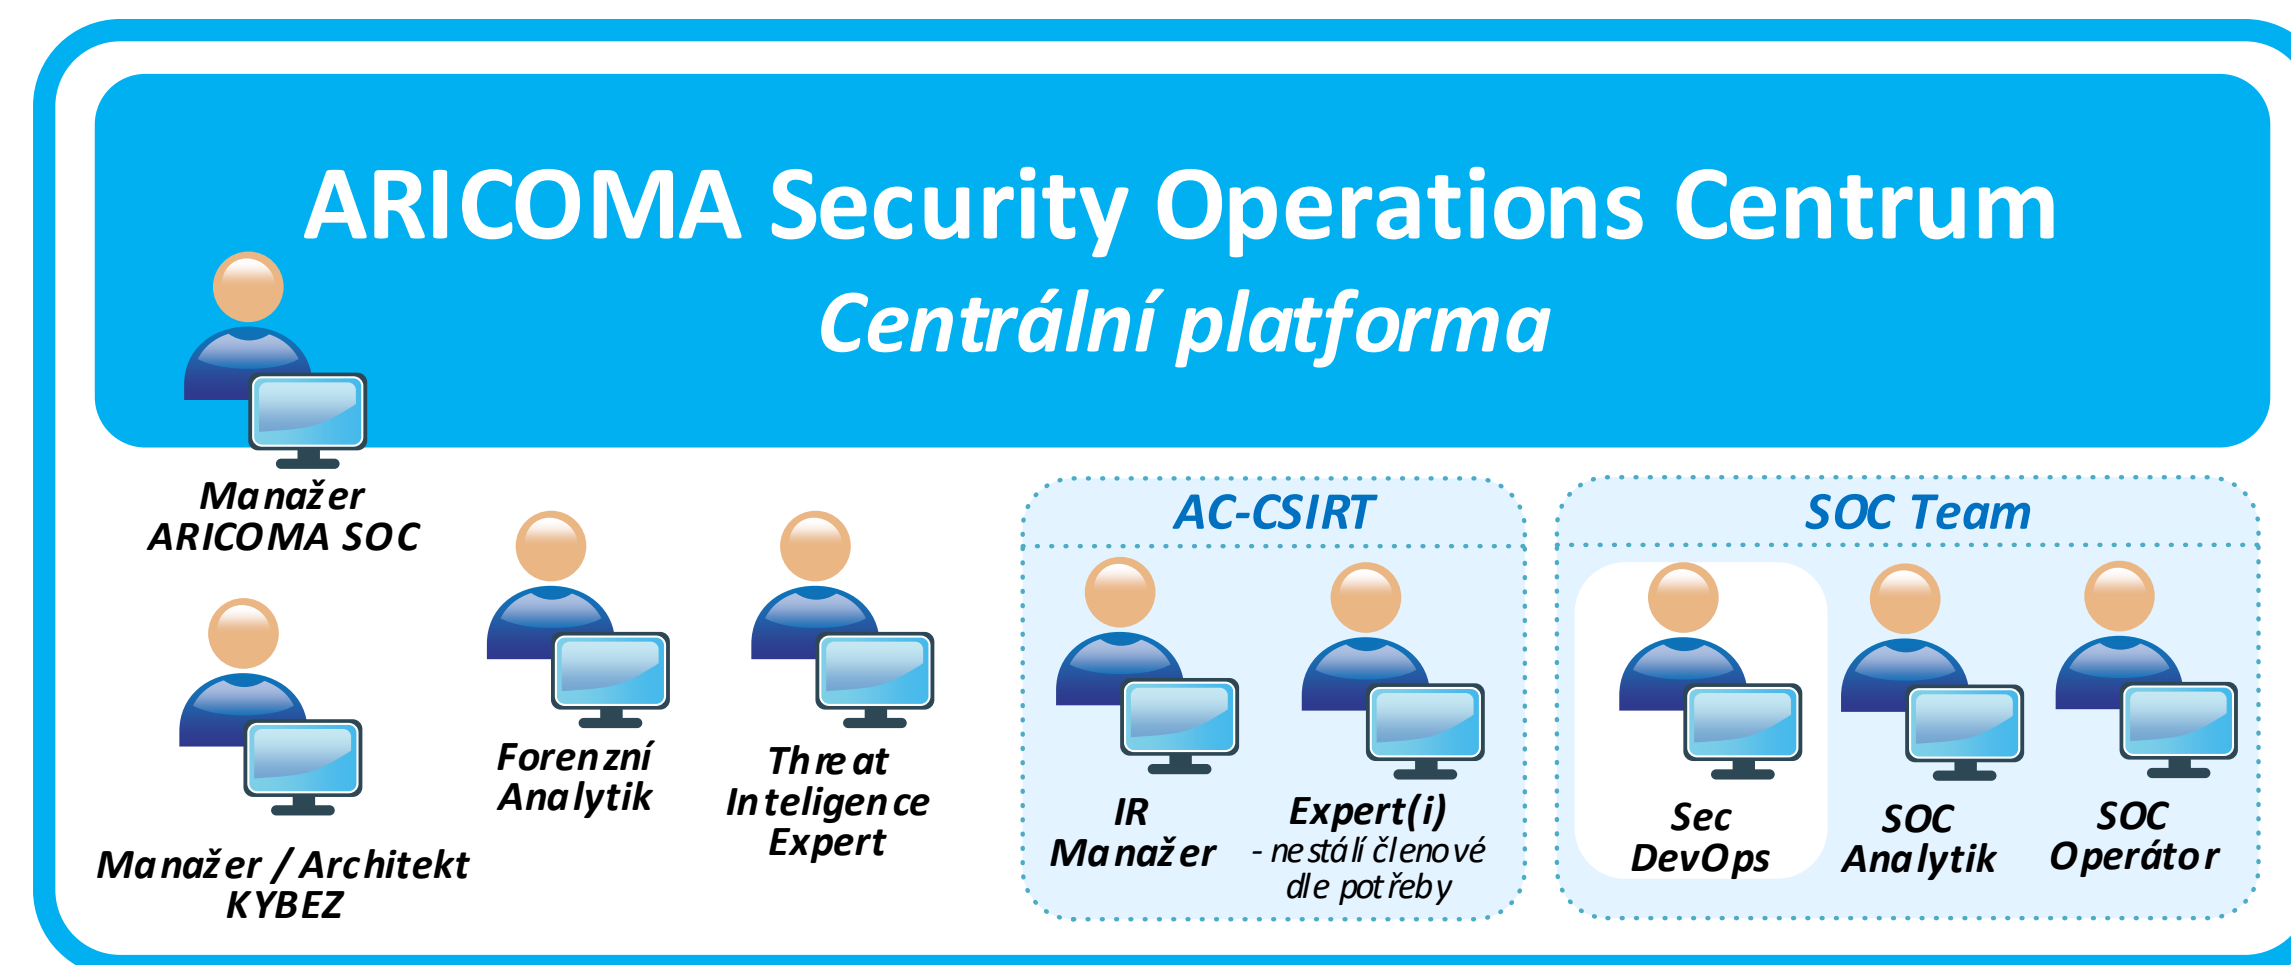 ARICOMA Security Operations Centrum
Centrální platforma
Manažer
ARICOMA SOC
Manažer / Architekt
KYBEZ
Forenzní
Analytik
Threat
Inteligence
Expert
AC-CSIRT
IR
Manažer
Expert(i)
- nestálí členové
dle potřeby
SOC Team
Sec
DevOps
SOC
Analytik
SOC
Operátor